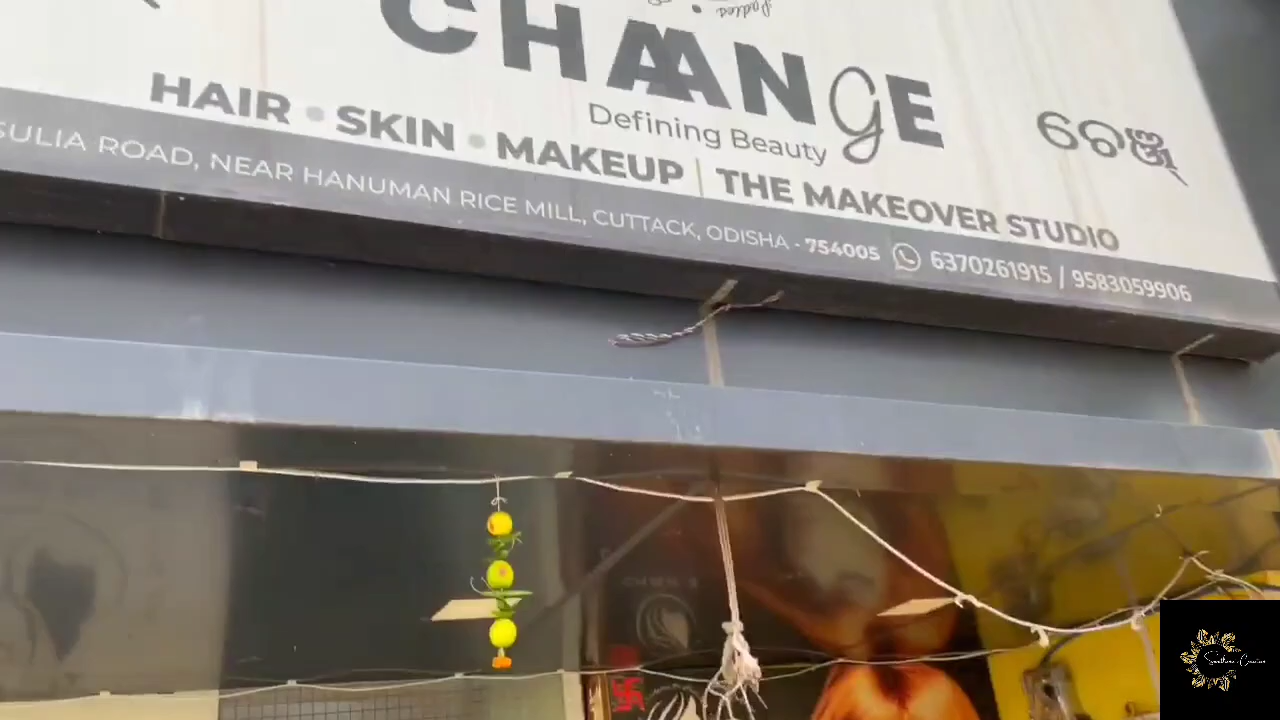 Ladies
CHAANGE
Defining Beauty
ଚେଞ୍ଜ୍
HAIR • SKIN • MAKEUP | THE MAKEOVER STUDIO
SULIA ROAD, NEAR HANUMAN RICE MILL, CUTTACK, ODISHA - 754005 6370261915 / 9583059906